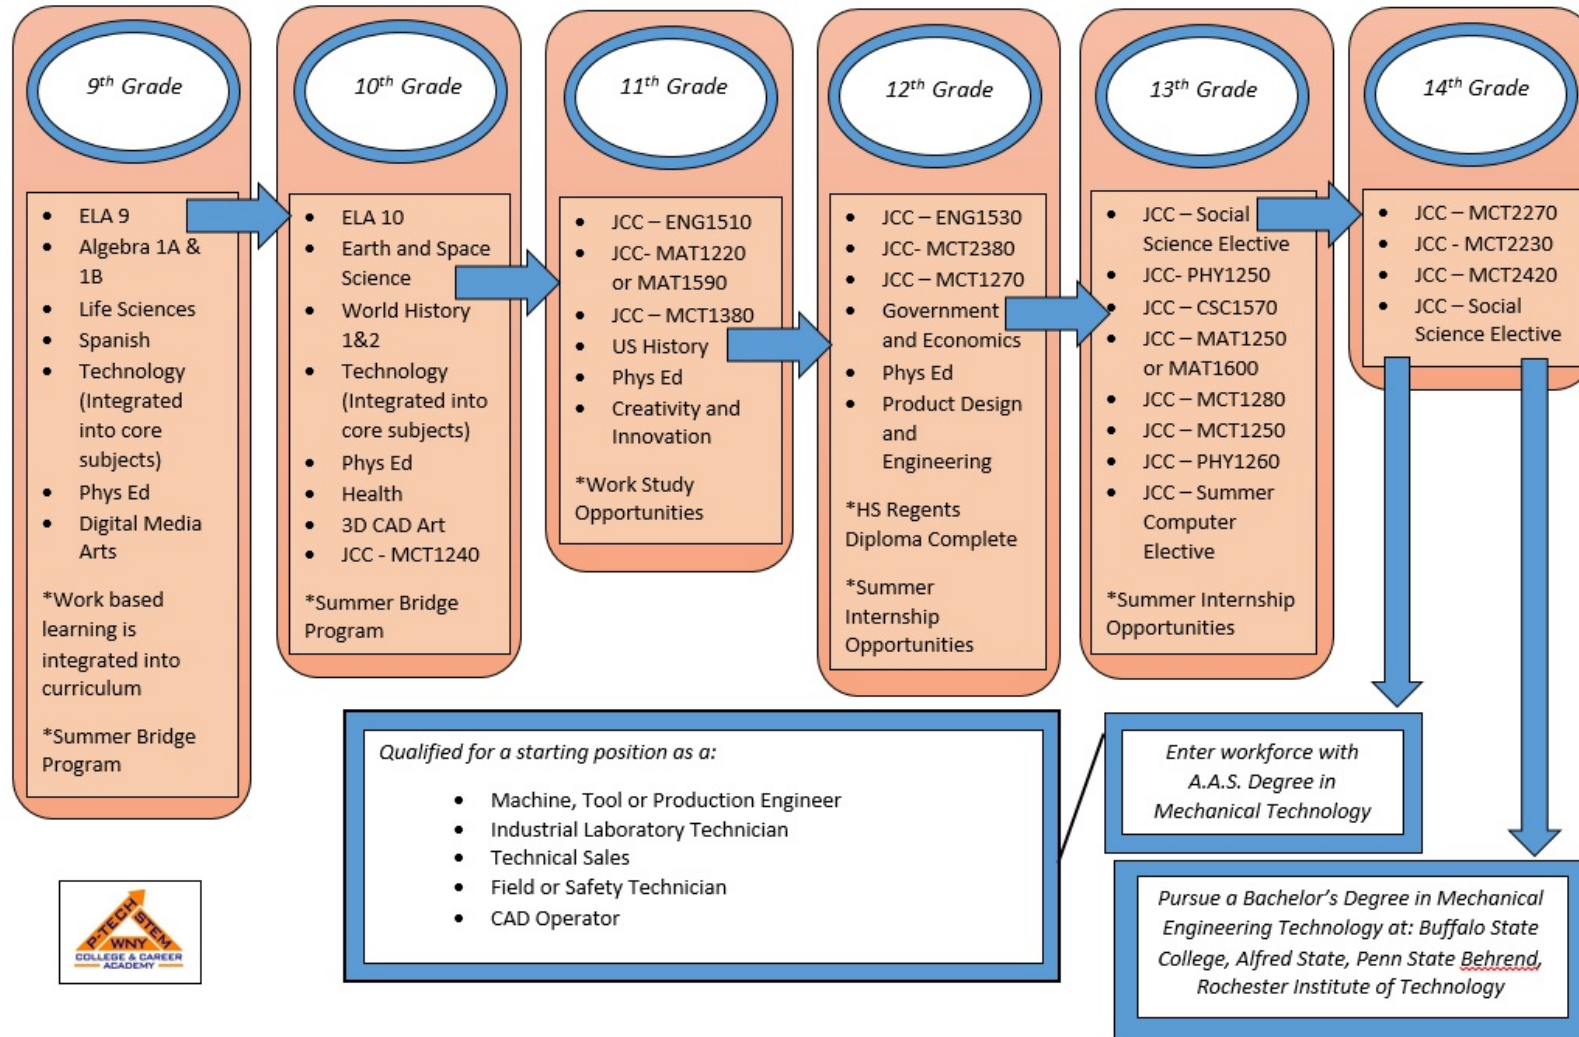 9th Grade
ELA 9
Algebra 1A &
1B
Life Sciences
Spanish
Technology
(Integrated
into core
subjects)
Phys Ed
Digital Media
Arts
*Work based
learning is
integrated into
curriculum
*Summer Bridge
Program
10th Grade
ELA 10
Earth and Space
Science
World History
1&2
Technology
(Integrated into
core subjects)
Phys Ed
Health
3D CAD Art
JCC - MCT1240
*Summer Bridge
Program
11th Grade
JCC – ENG1510
JCC- MAT1220
or MAT1590
JCC – MCT1380
US History
Phys Ed
Creativity and
Innovation
*Work Study
Opportunities
12th Grade
JCC – ENG1530
JCC- MCT2380
JCC – MCT1270
Government
and Economics
Phys Ed
Product Design
and
Engineering
*HS Regents
Diploma Complete
*Summer
Internship
Opportunities
13th Grade
JCC – Social
Science Elective
JCC- PHY1250
JCC – CSC1570
JCC – MAT1250
or MAT1600
JCC – MCT1280
JCC – MCT1250
JCC – PHY1260
JCC – Summer
Computer
Elective
*Summer Internship
Opportunities
14th Grade
JCC – MCT2270
JCC - MCT2230
JCC – MCT2420
JCC – Social
Science Elective
Qualified for a starting position as a:
Machine, Tool or Production Engineer
Industrial Laboratory Technician
Technical Sales
Field or Safety Technician
CAD Operator
Enter workforce with
A.A.S. Degree in
Mechanical Technology
Pursue a Bachelor's Degree in Mechanical
Engineering Technology at: Buffalo State
College, Alfred State, Penn State Behrend,
Rochester Institute of Technology
P-TECH
STEM
WNY
COLLEGE & CAREER
ACADEMY